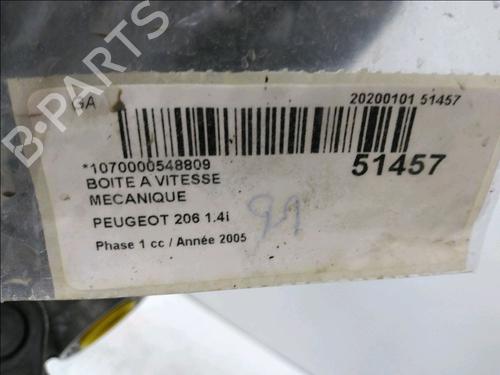 B-PARTS
GA
20200101 51457
*1070000548809
51457
BOITE A VITESSE
MECANIQUE
PEUGEOT 206 1.4i
Phase 1 cc / Année 2005